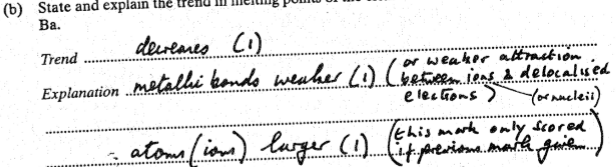 (b) State and explain the trend in melting points of the
Ba.
Trend decreases (1)
Explanation metallic bonds weaker (1) (or weaker attraction
between ions & delocalised
electrons) (or nuclei)
atoms (ions) larger (1) (this mark only scored
if previous mark given)